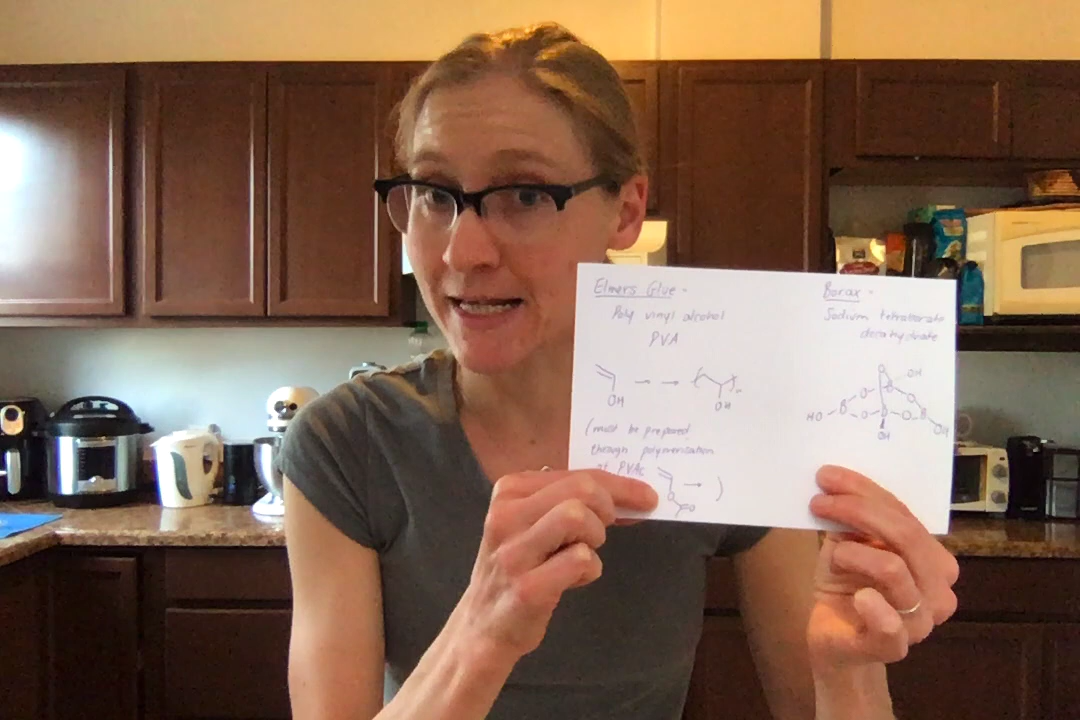 Elmers Glue -
Poly vinyl alcohol
PVA
OH
OH
(must be prepared
through polymerization
of PVAc
O
O
)
Borax -
Sodium tetraborate
decahydrate
O
OH
B
O
O
HO
B
B
O
B
O
OH
OH